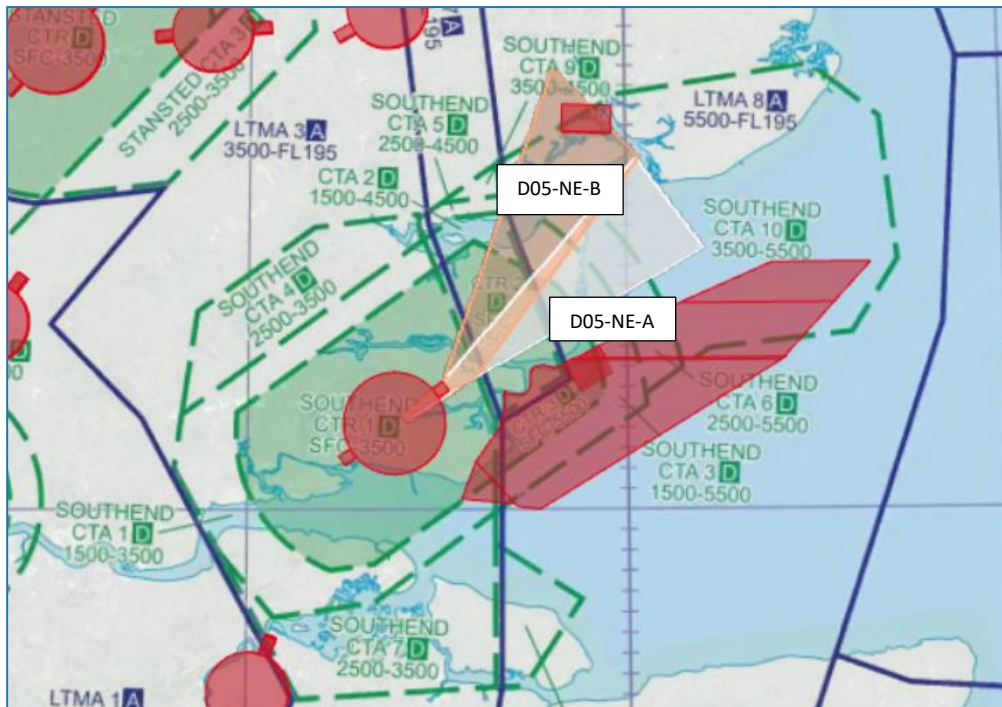 STANSTED
CTR D
SFC-3500
STANSTED CTA 3 D
2500-3500
A
195
SOUTHEND
CTA 9 D
3500-4500
LTMA 3 A
3500-FL195
SOUTHEND
CTA 5 D
2500-4500
LTMA 8 A
5500-FL195
CTA 2 D
1500-4500
D05-NE-B
SOUTHEND
CTA 10 D
3500-5500
SOUTHEND
CTA 4 D
2500-3500
CTR
D
D05-NE-A
D
SOUTHEND
CTR 1 D
SFC-3500
CTR
D
SOUTHEND
CTA 6 D
2500-5500
SOUTHEND
CTA 3 D
1500-5500
SOUTHEND
CTA 1 D
1500-3500
SOUTHEND
CTA 7 D
2500-3500
LTMA 1 A